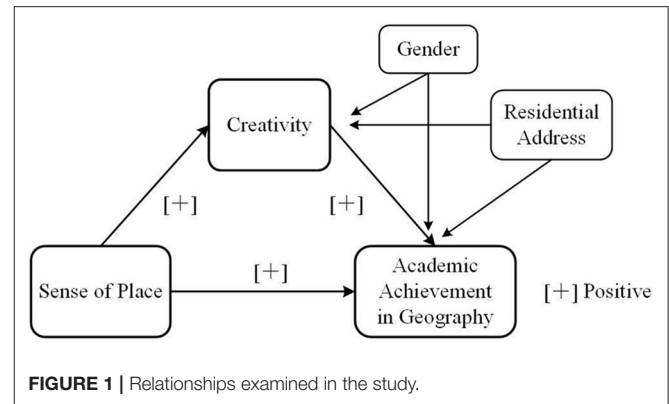 Gender
Creativity
Residential
Address
[+]
[+]
[+]
Sense of Place
Academic
Achievement
in Geography
[+] Positive
FIGURE 1 | Relationships examined in the study.